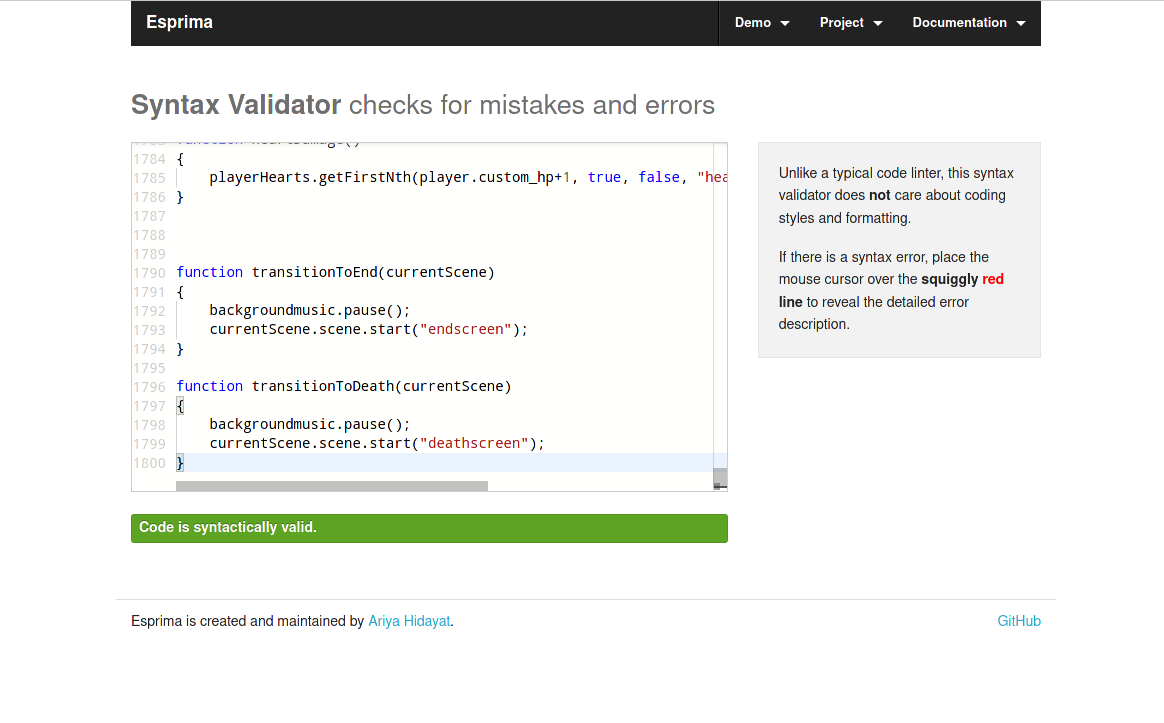 Esprima
Demo
Project
Documentation
Syntax Validator checks for mistakes and errors
1784 {
1785 playerHearts.getFirstNth(player.custom_hp+1, true, false, "hea
1786 }
1787
1788
1789
1790 function transitionToEnd(currentScene)
1791 {
1792 backgroundmusic.pause();
1793 currentScene.scene.start("endscreen");
1794 }
1795
1796 function transitionToDeath(currentScene)
1797 {
1798 backgroundmusic.pause();
1799 currentScene.scene.start("deathscreen");
1800 }
Code is syntactically valid.
Unlike a typical code linter, this syntax
validator does not care about coding
styles and formatting.
If there is a syntax error, place the
mouse cursor over the squiggly red
line to reveal the detailed error
description.
Esprima is created and maintained by Ariya Hidayat.
GitHub